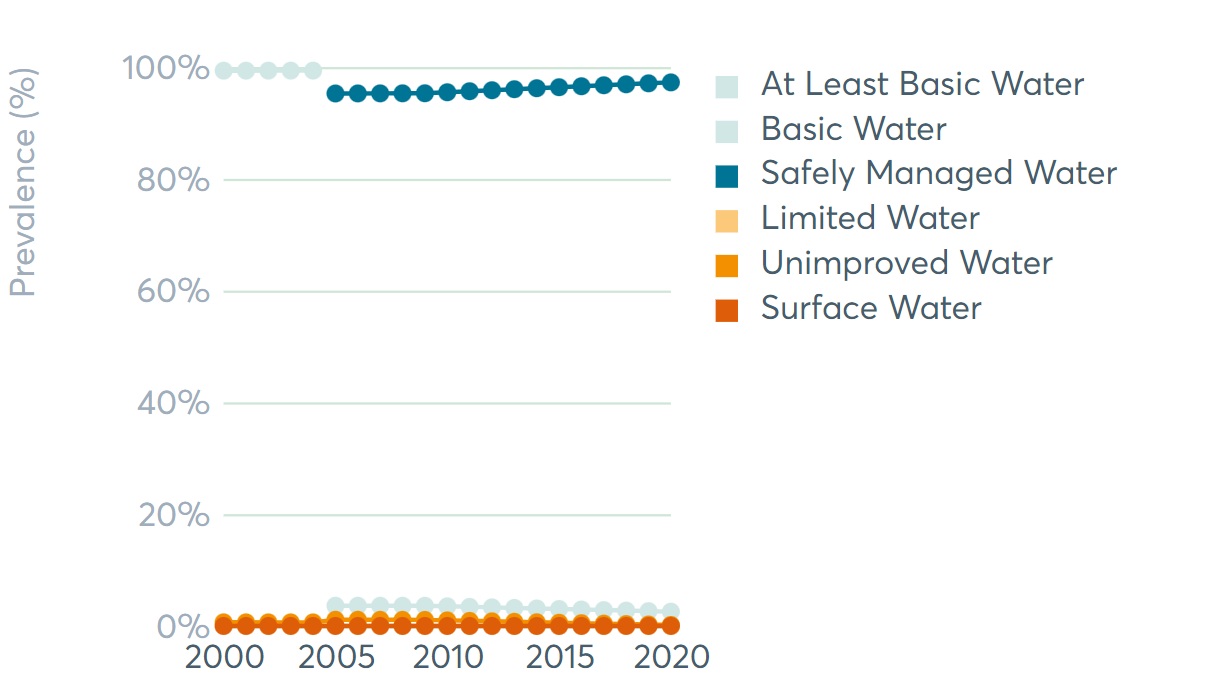 Prevalence (%)
100%
80%
60%
40%
20%
0%
2000 2005 2010 2015 2020
At Least Basic Water
Basic Water
Safely Managed Water
Limited Water
Unimproved Water
Surface Water